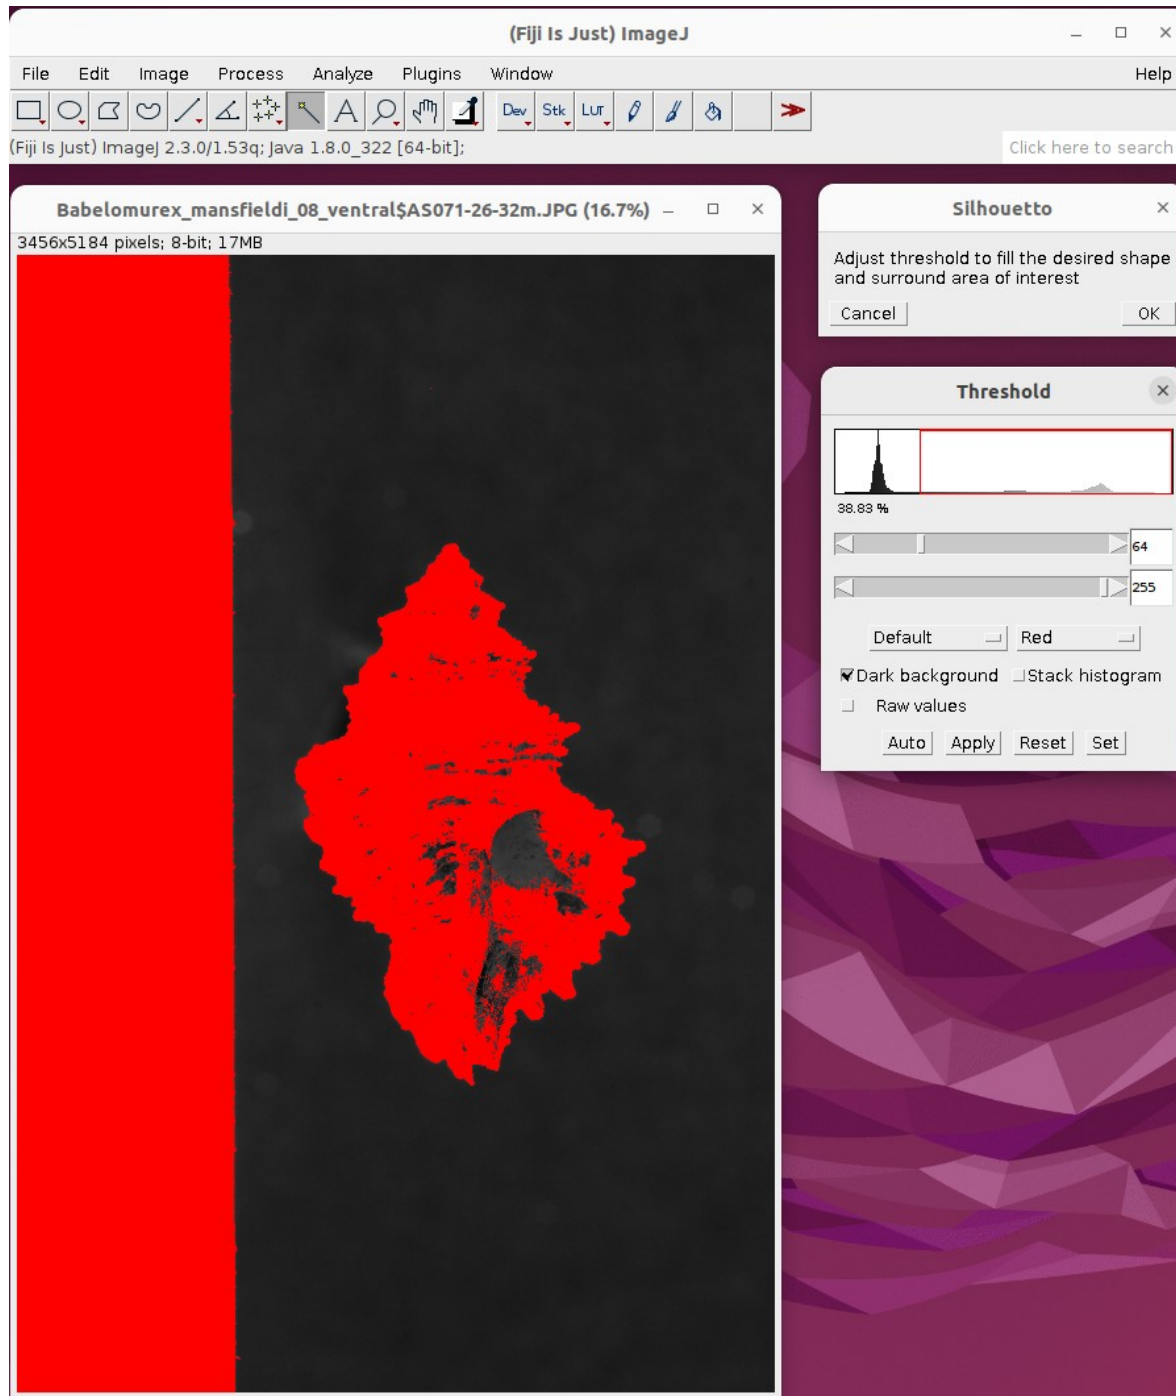 (Fiji Is Just) ImageJ
File Edit Image Process Analyze Plugins Window Help
Dev Stk LUT
(Fiji Is Just) ImageJ 2.3.0/1.53q; Java 1.8.0_322 [64-bit];
Click here to search
Babelomurex_mansfieldi_08_ventral$AS071-26-32m.JPG (16.7%)
3456x5184 pixels; 8-bit; 17MB
Silhouetto
Adjust threshold to fill the desired shape
and surround area of interest
Cancel OK
Threshold
38.83 %
64
255
Default Red
Dark background Stack histogram
Raw values
Auto Apply Reset Set